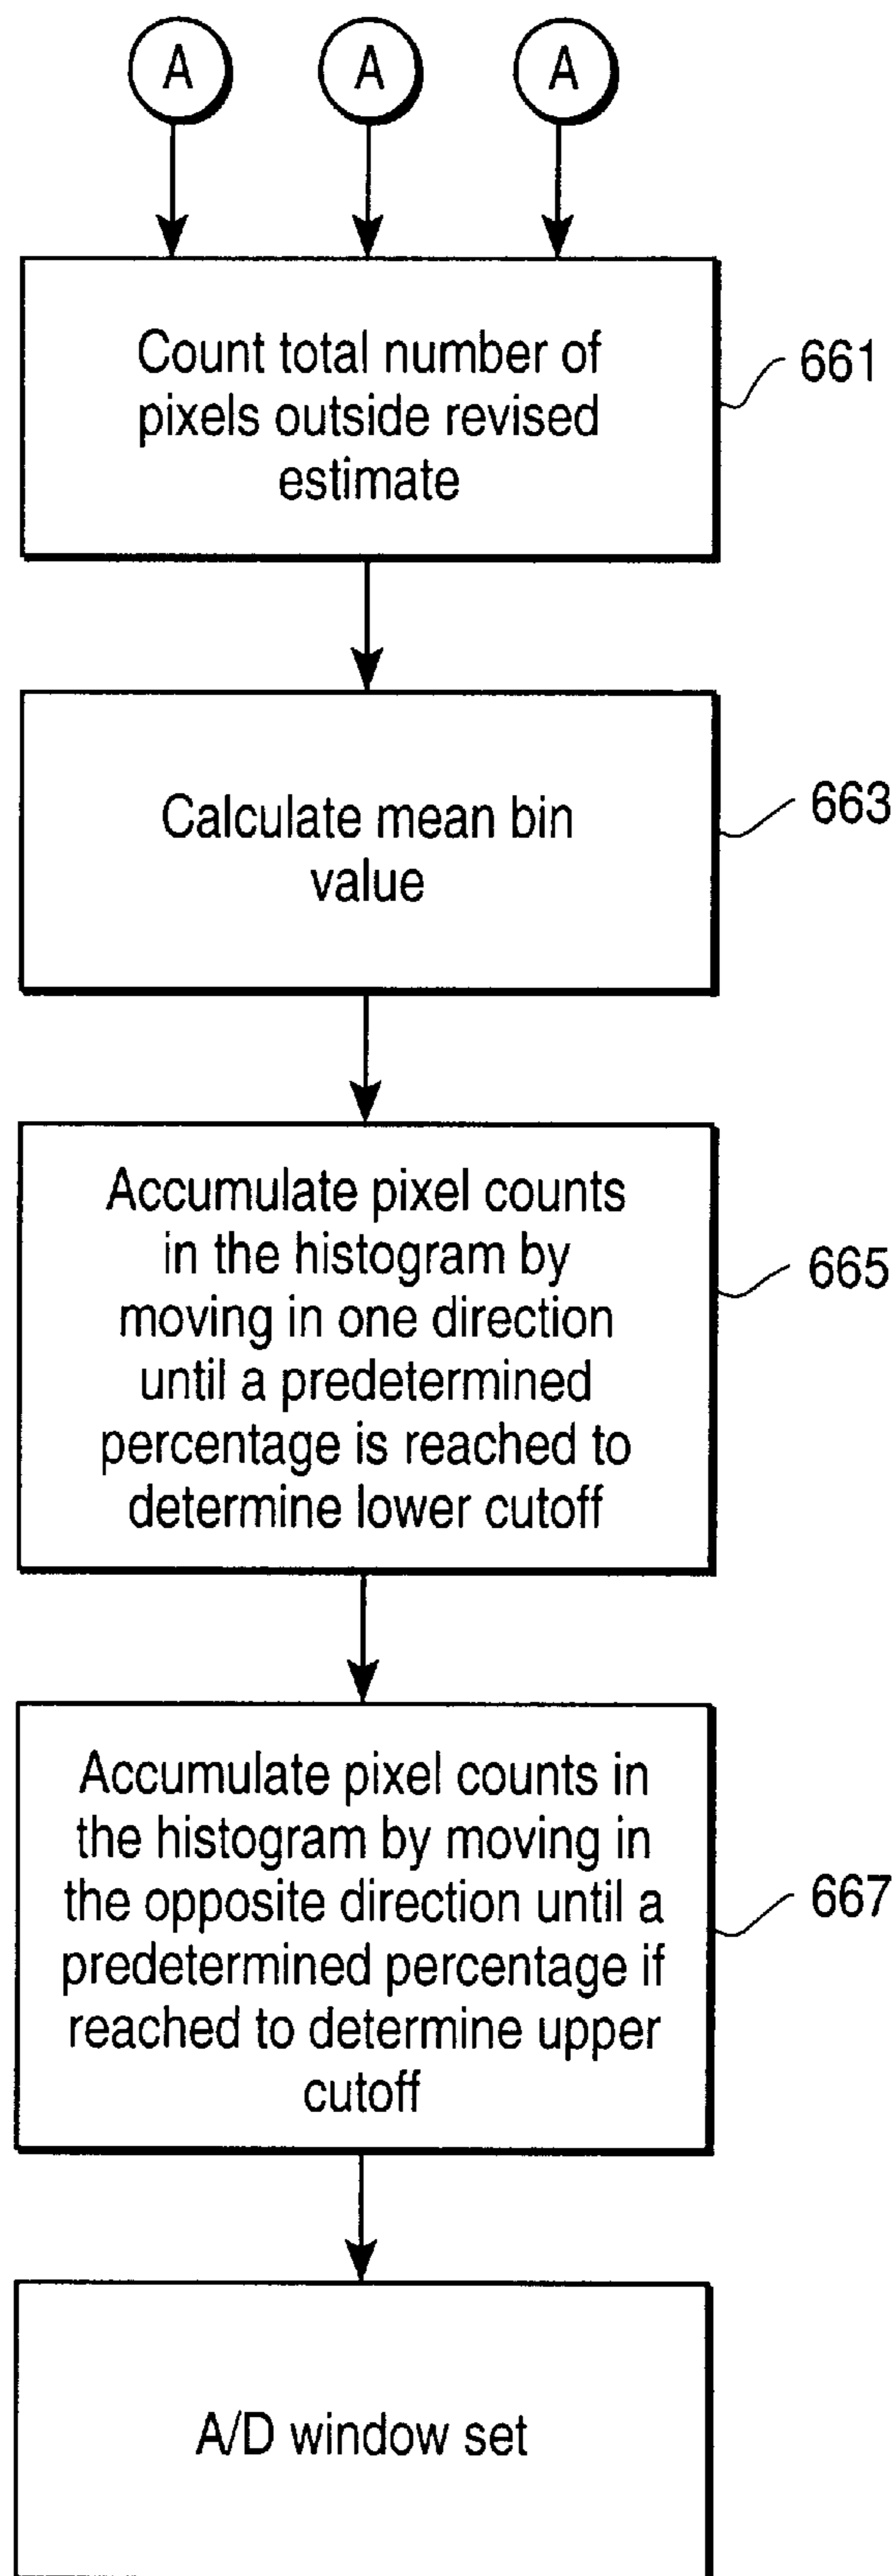 A A A
Count total number of
pixels outside revised
estimate
661
Calculate mean bin
value
663
Accumulate pixel counts
in the histogram by
moving in one direction
until a predetermined
percentage is reached to
determine lower cutoff
665
Accumulate pixel counts in
the histogram by moving in
the opposite direction until a
predetermined percentage if
reached to determine upper
cutoff
667
A/D window set